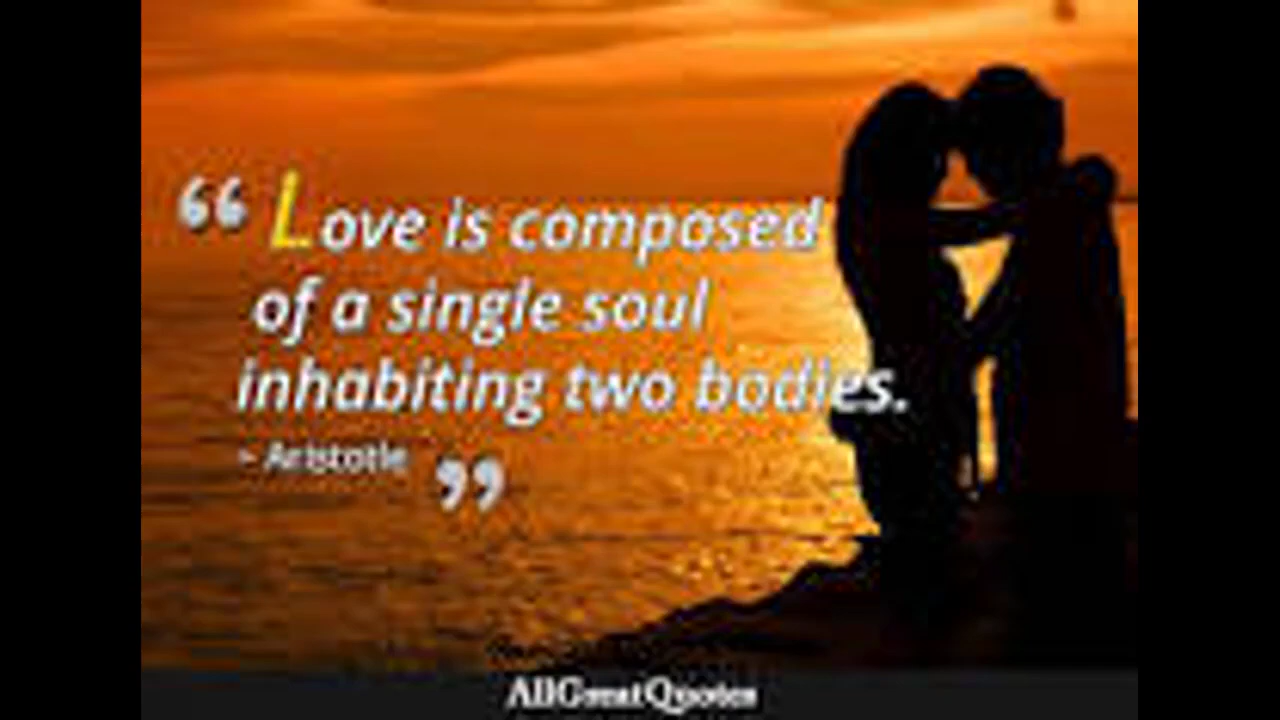 “ Love is composed
of a single soul
inhabiting two bodies.
- Aristotle ”
AllGreatQuotes